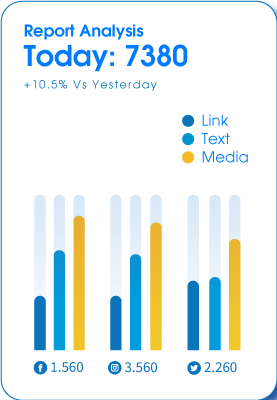 Report Analysis
Today: 7380
+10.5% Vs Yesterday
Link
Text
Media
1.560 3.560 2.260